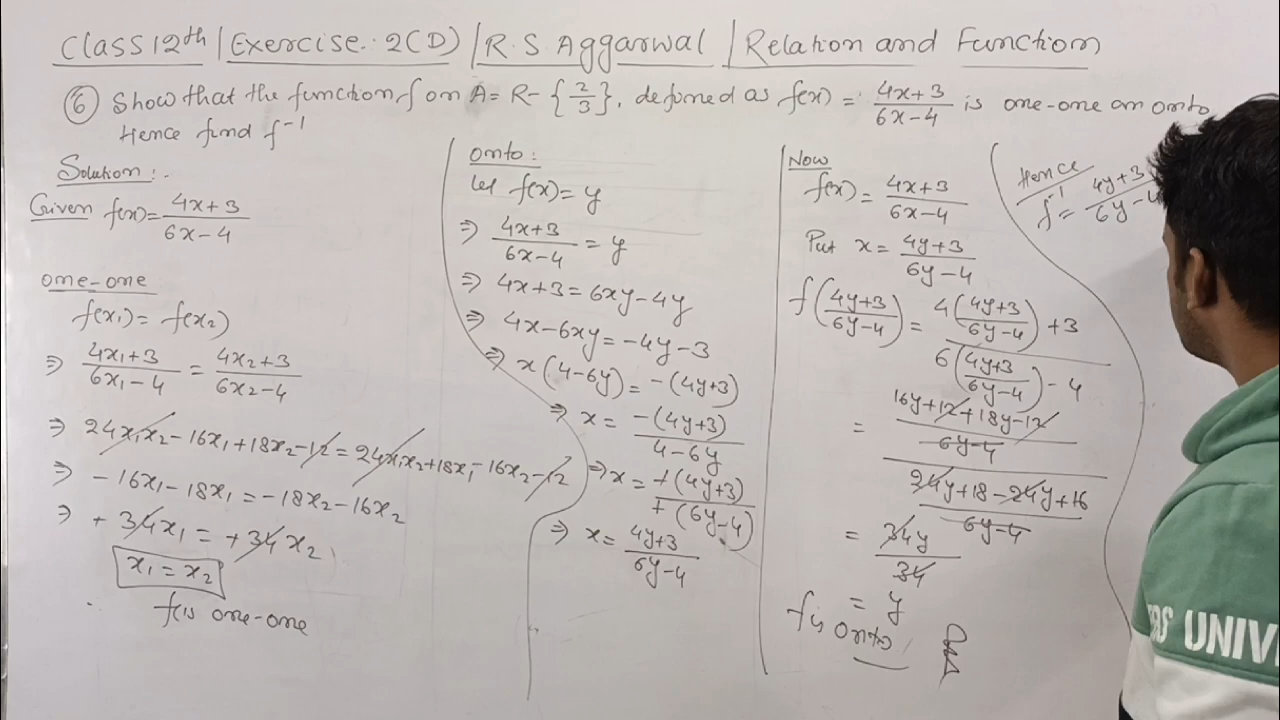 Class 12th | Exercise: 2(D) | R.S. Aggarwal | Relation and Function
⑥ Show that the function f on A = R - {2/3}, defined as f(x) = (4x+3)/(6x-4) is one-one an onto
Hence find f⁻¹
Solution:-
Given f(x) = (4x+3)/(6x-4)
one-one
f(x₁) = f(x₂)
⇒ (4x₁+3)/(6x₁-4) = (4x₂+3)/(6x₂-4)
⇒ 24x₁x₂ - 16x₁ + 18x₂ - 12 = 24x₁x₂ + 18x₁ - 16x₂ - 12
⇒ -16x₁ - 18x₁ = -18x₂ - 16x₂
⇒ +34x₁ = +34x₂
x₁ = x₂
f is one-one
onto:
Let f(x) = y
⇒ (4x+3)/(6x-4) = y
⇒ 4x+3 = 6xy-4y
⇒ 4x-6xy = -4y-3
⇒ x(4-6y) = -(4y+3)
⇒ x = -(4y+3)/(4-6y)
⇒ x = +(4y+3)/+(6y-4)
⇒ x = (4y+3)/(6y-4)
Now
f(x) = (4x+3)/(6x-4)
Put x = (4y+3)/(6y-4)
f((4y+3)/(6y-4)) = (4((4y+3)/(6y-4)) + 3)/(6((4y+3)/(6y-4)) - 4)
= ((16y+12+18y-12)/(6y-4))/((24y+18-24y+16)/(6y-4))
= 34y/34
= y
f is onto
Hence
f⁻¹ = (4y+3)/(6y-4
UNIV